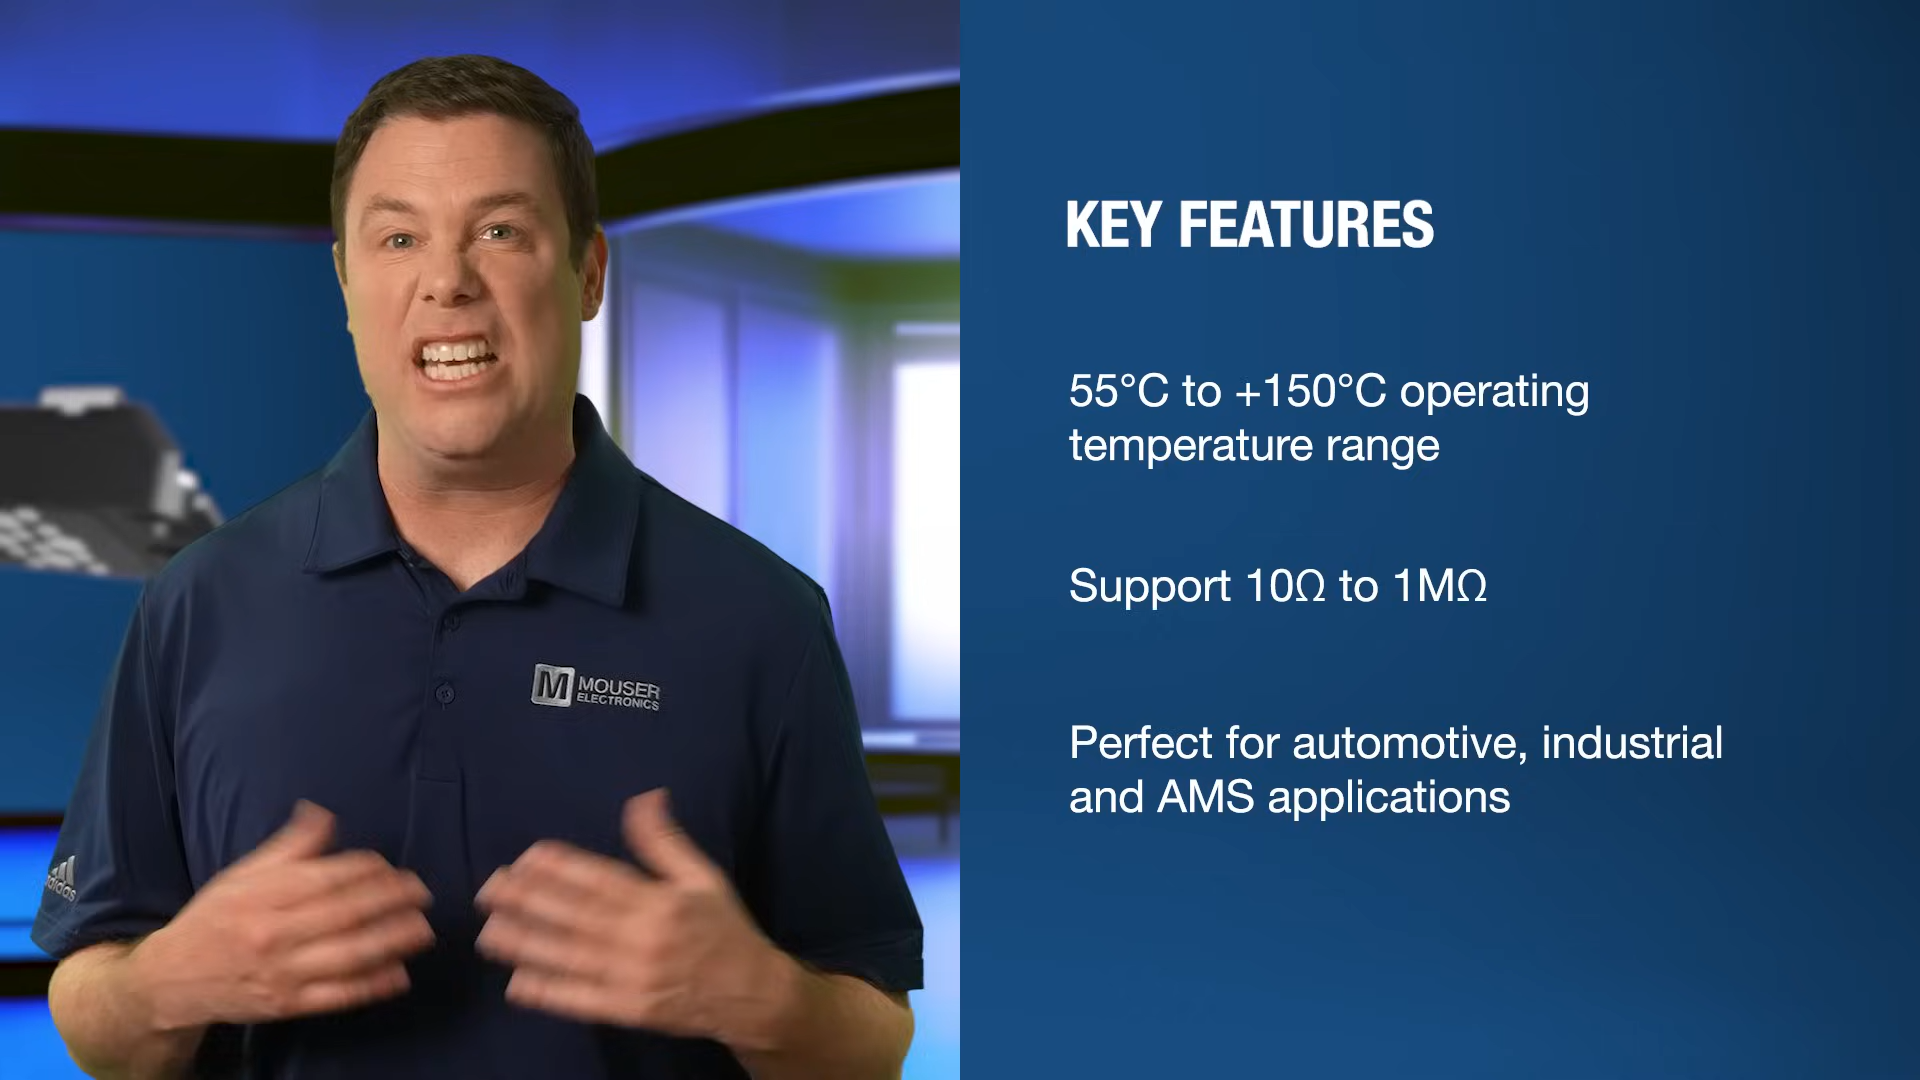 KEY FEATURES
55°C to +150°C operating
temperature range
Support 10Ω to 1MΩ
Perfect for automotive, industrial
and AMS applications
M MOUSER
ELECTRONICS
adidas